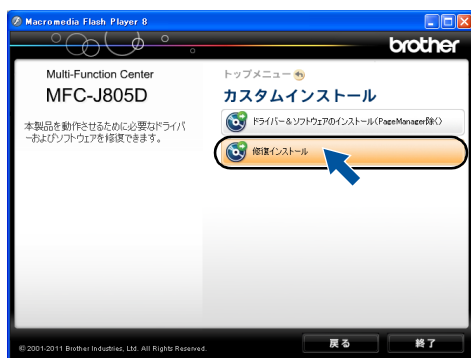 Macromedia Flash Player 8
brother
Multi-Function Center
MFC-J805D
本製品を動作させるために必要なドライバ
ーおよびソフトウェアを修復できます。
トップメニュー
カスタムインストール
ドライバー＆ソフトウェアのインストール(PageManager除く)
修復インストール
© 2001-2011 Brother Industries, Ltd. All Rights Reserved.
戻る
終了